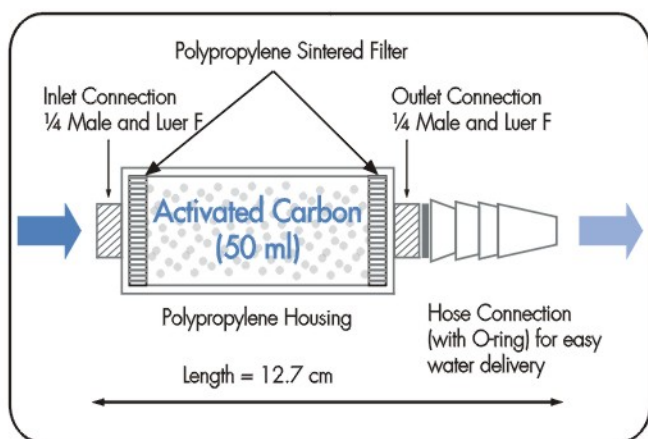 Polypropylene Sintered Filter
Inlet Connection
¼ Male and Luer F
Outlet Connection
¼ Male and Luer F
Activated Carbon
(50 ml)
Polypropylene Housing
Hose Connection
(with O-ring) for easy
water delivery
Length = 12.7 cm